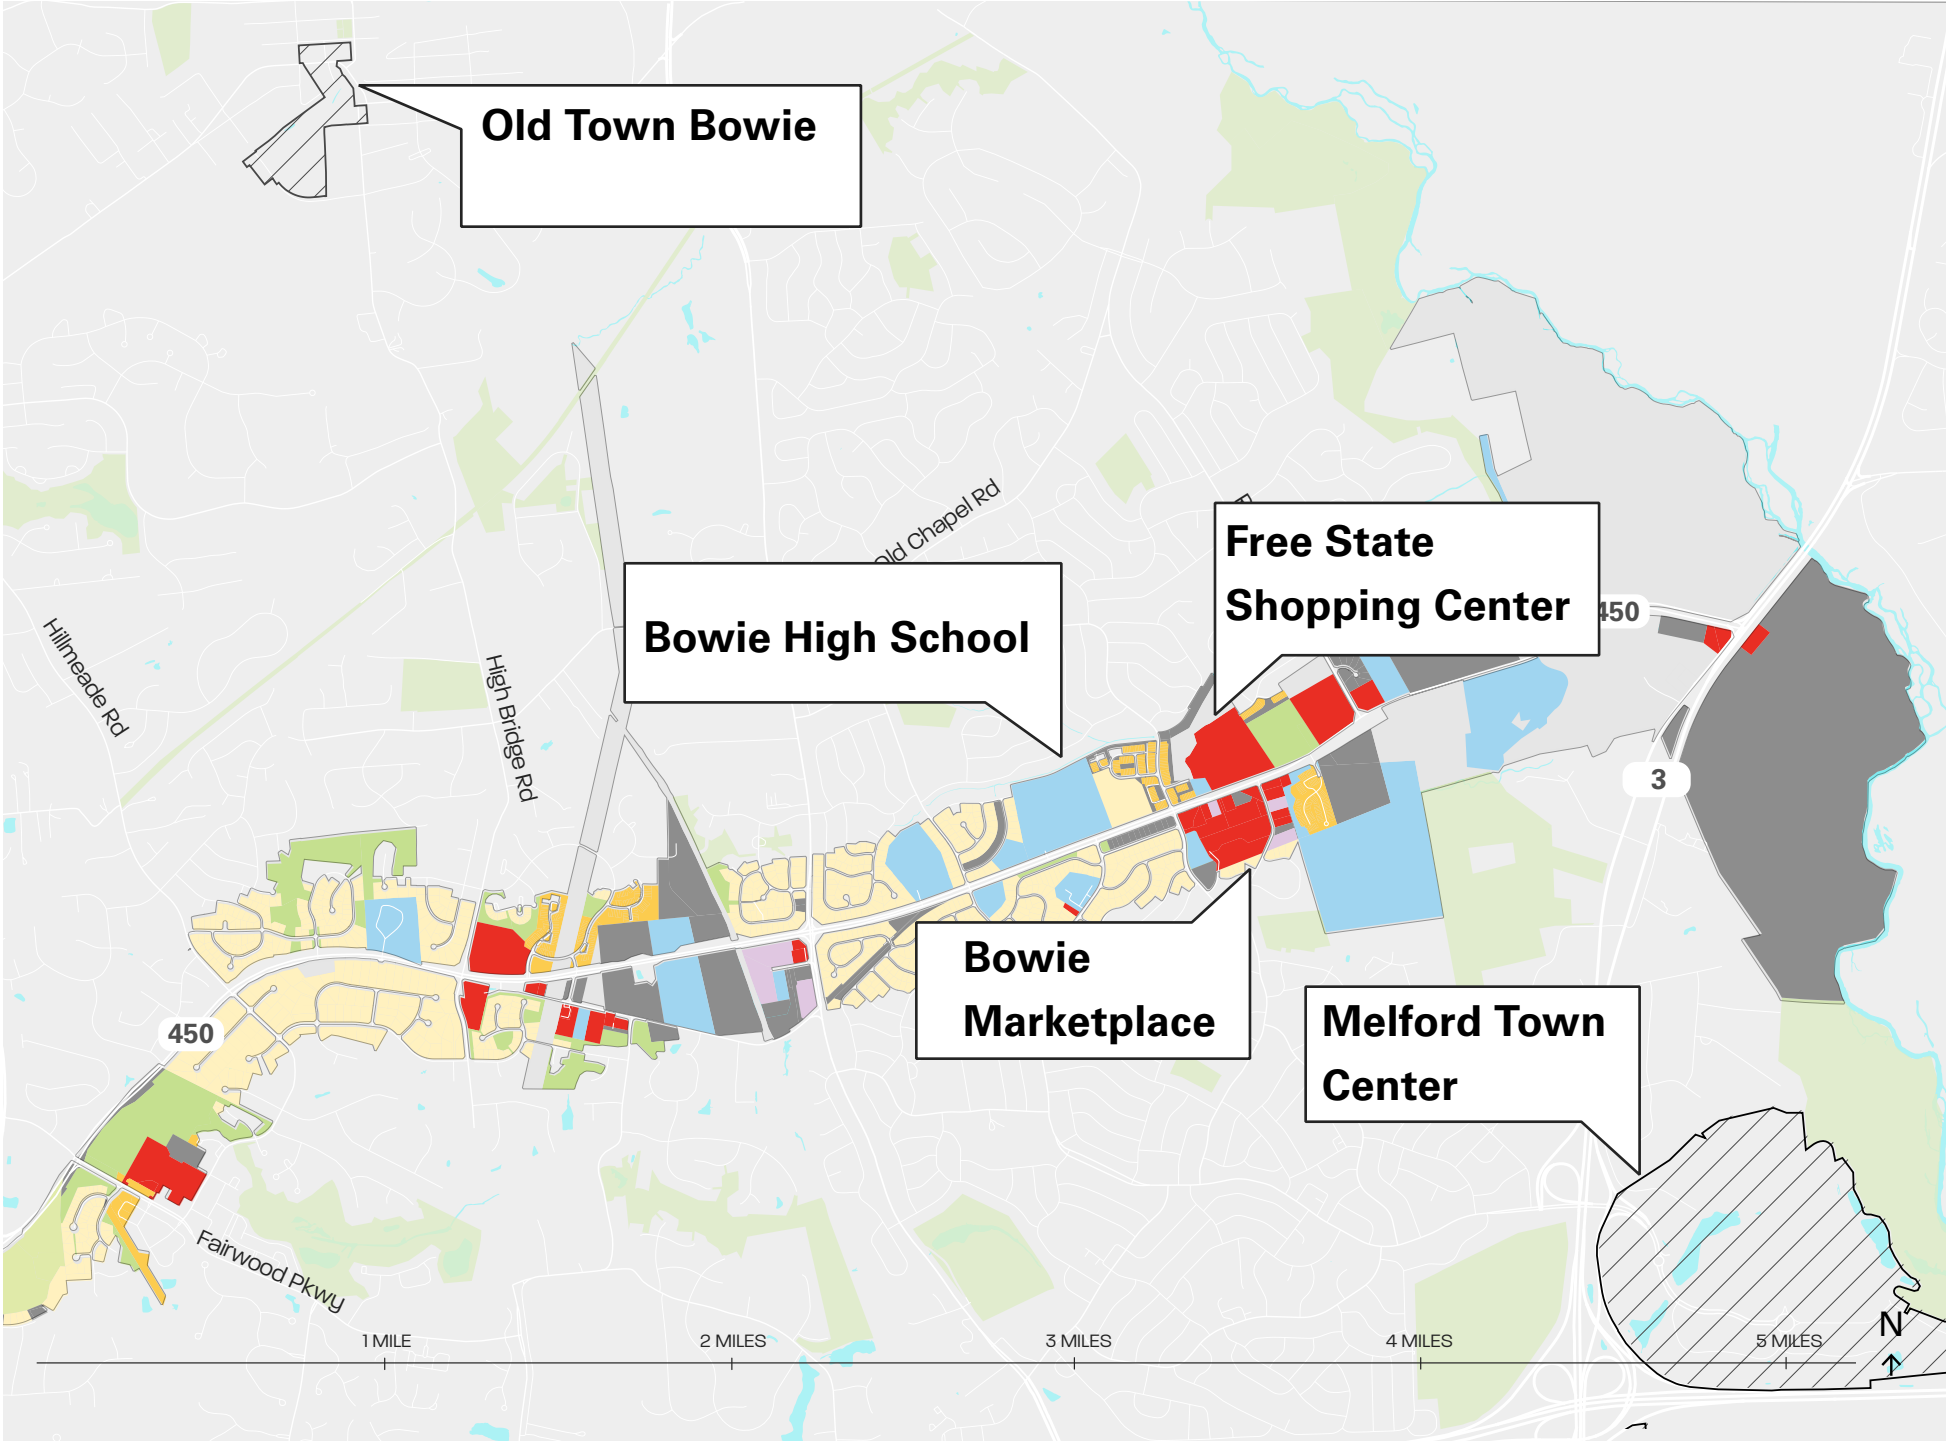 Old Town Bowie
Old Chapel Rd
Free State
Shopping Center
450
Bowie High School
Hillmeade Rd
High Bridge Rd
3
Bowie
Marketplace
Melford Town
Center
450
Fairwood Pkwy
N
1 MILE
2 MILES
3 MILES
4 MILES
5 MILES